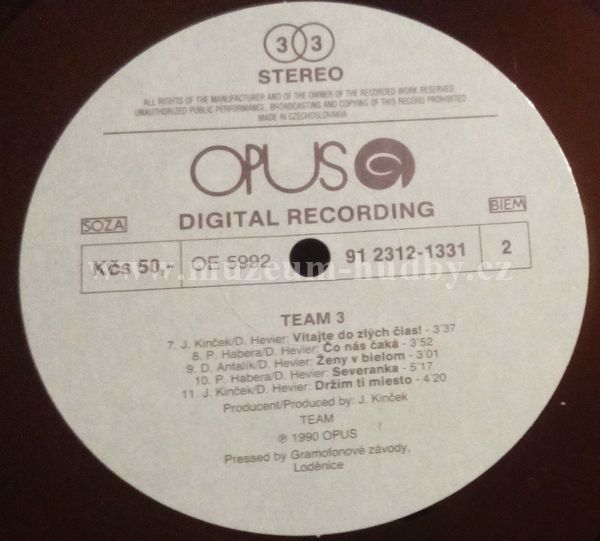 3 3
STEREO
ALL RIGHTS OF THE MANUFACTURER AND OF THE OWNER OF THE RECORDED WORK RESERVED
UNAUTHORIZED PUBLIC PERFORMANCE, BROADCASTING AND COPYING OF THIS RECORD PROHIBITED
MADE IN CZECHOSLOVAKIA
OPUS
SOZA DIGITAL RECORDING BIEM
Kčs 50,- OE 5992 91 2312-1331 2
www.muzeum-hudby.cz
TEAM 3
7. J. Kinček/D. Hevier: Vitajte do zlých čias! - 3'37
8. P. Habera/D. Hevier: Čo nás čaká - 3'52
9. D. Antalík/D. Hevier: Ženy v bielom - 3'01
10. P. Habera/D. Hevier: Severanka - 5'17
11. J. Kinček/D. Hevier: Držím ti miesto - 4'20
Producent/Produced by: J. Kinček
TEAM
℗ 1990 OPUS
Pressed by Gramofonové závody,
Loděnice